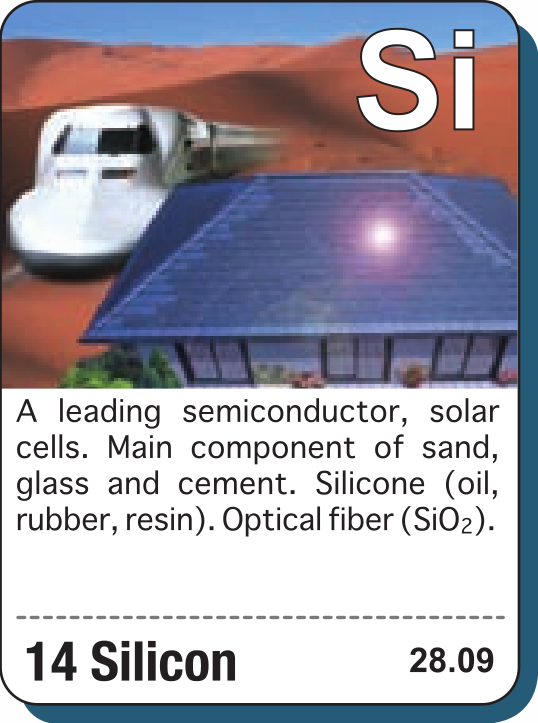 Si
A leading semiconductor, solar
cells. Main component of sand,
glass and cement. Silicone (oil,
rubber, resin). Optical fiber (SiO₂).
14 Silicon
28.09